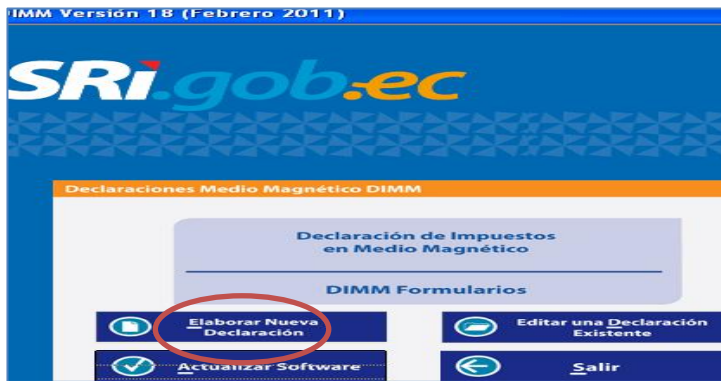 IMM Versión 18 (Febrero 2011)
SRi.gob.ec
Declaraciones Medio Magnético DIMM
Declaración de Impuestos
en Medio Magnético
DIMM Formularios
Elaborar Nueva
Declaración
Editar una Declaración
Existente
Actualizar Software
Salir